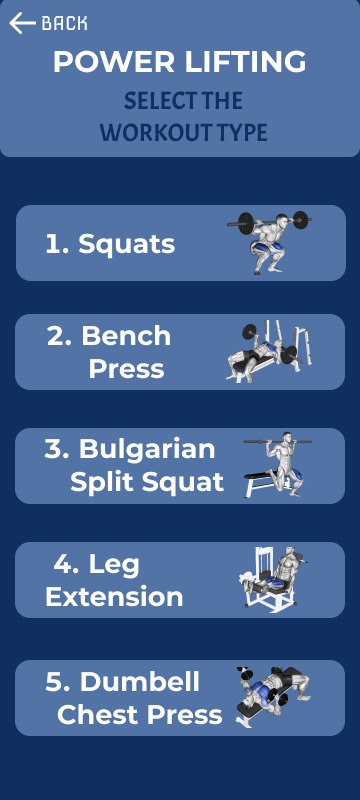 BACK
POWER LIFTING
SELECT THE
WORKOUT TYPE
1. Squats
2. Bench
Press
3. Bulgarian
Split Squat
4. Leg
Extension
5. Dumbell
Chest Press